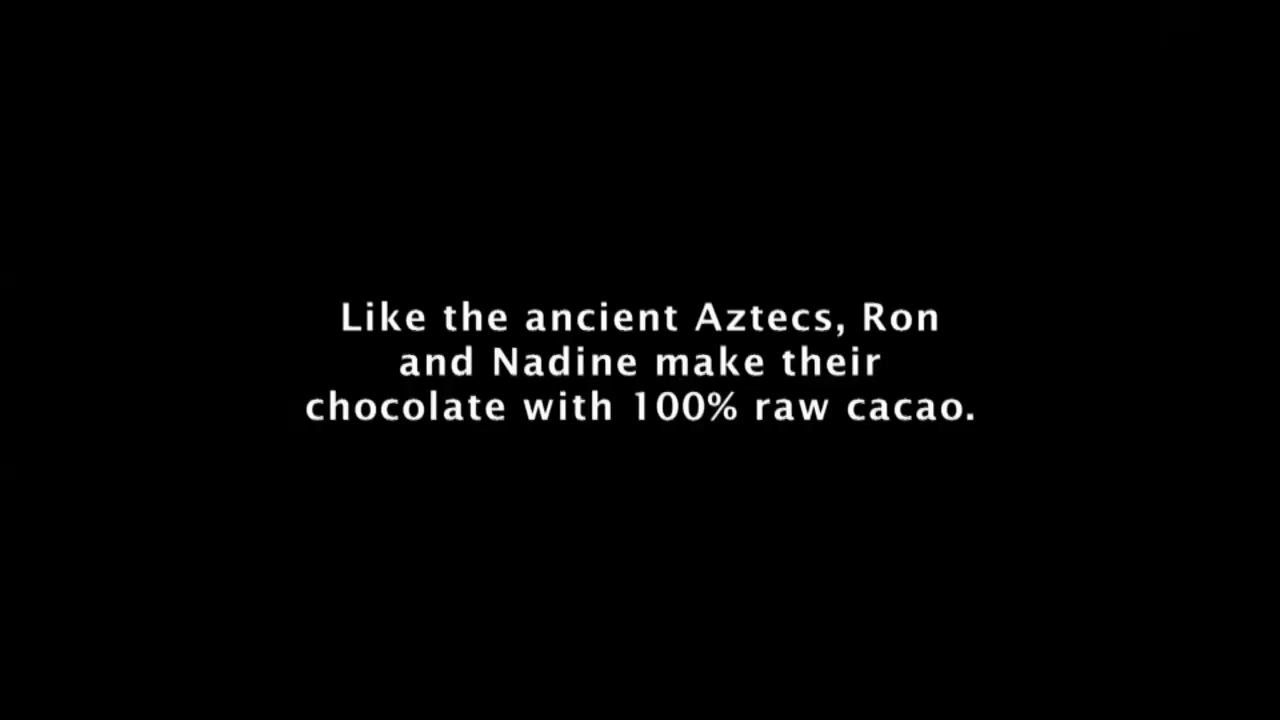 Like the ancient Aztecs, Ron
and Nadine make their
chocolate with 100% raw cacao.